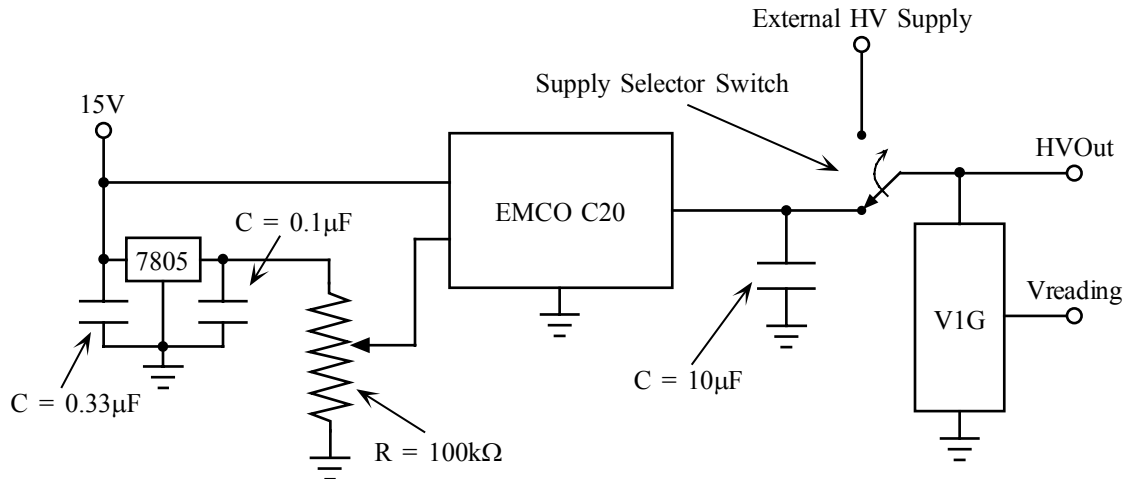 External HV Supply
Supply Selector Switch
15V
HVOut
EMCO C20
C = 0.1μF
7805
Vreading
V1G
C = 10μF
C = 0.33μF
R = 100kΩ